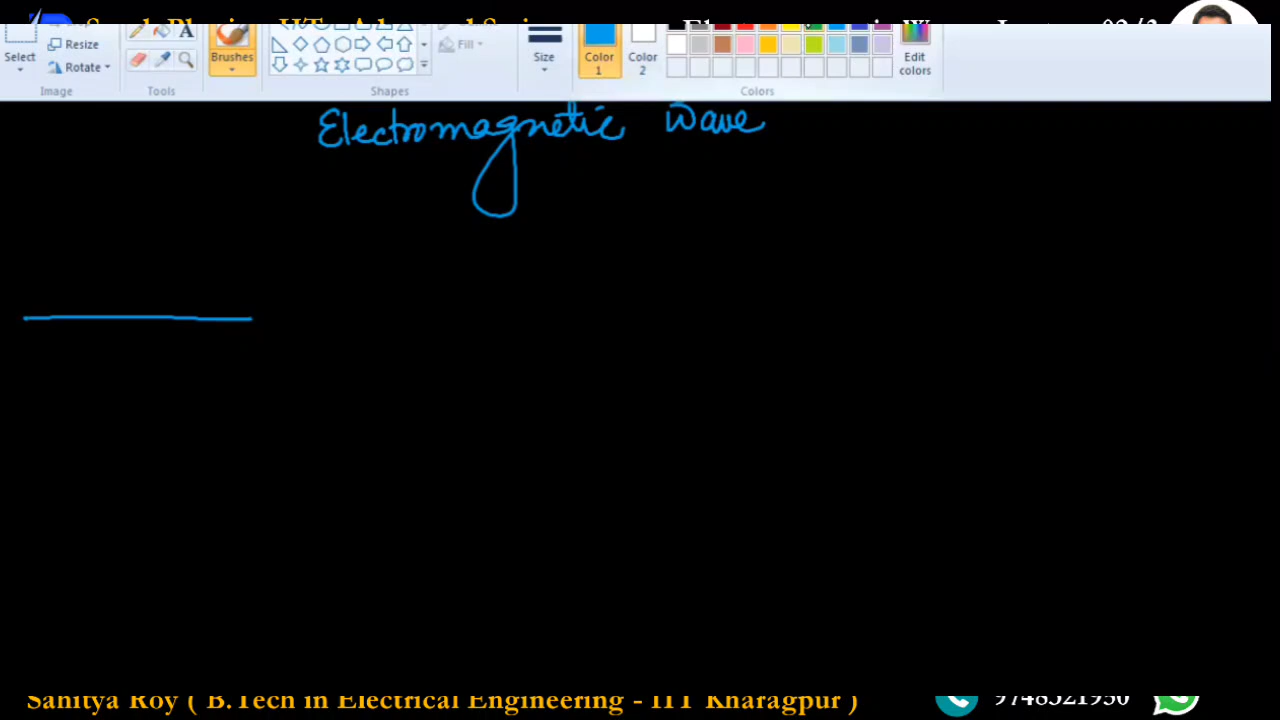 Select
Resize
Rotate
Image
A
Tools
Brushes
Fill
Shapes
Size
Color 1
Color 2
Edit colors
Colors
Electromagnetic Wave
Sahitya Roy ( B.Tech in Electrical Engineering - IIT Kharagpur )